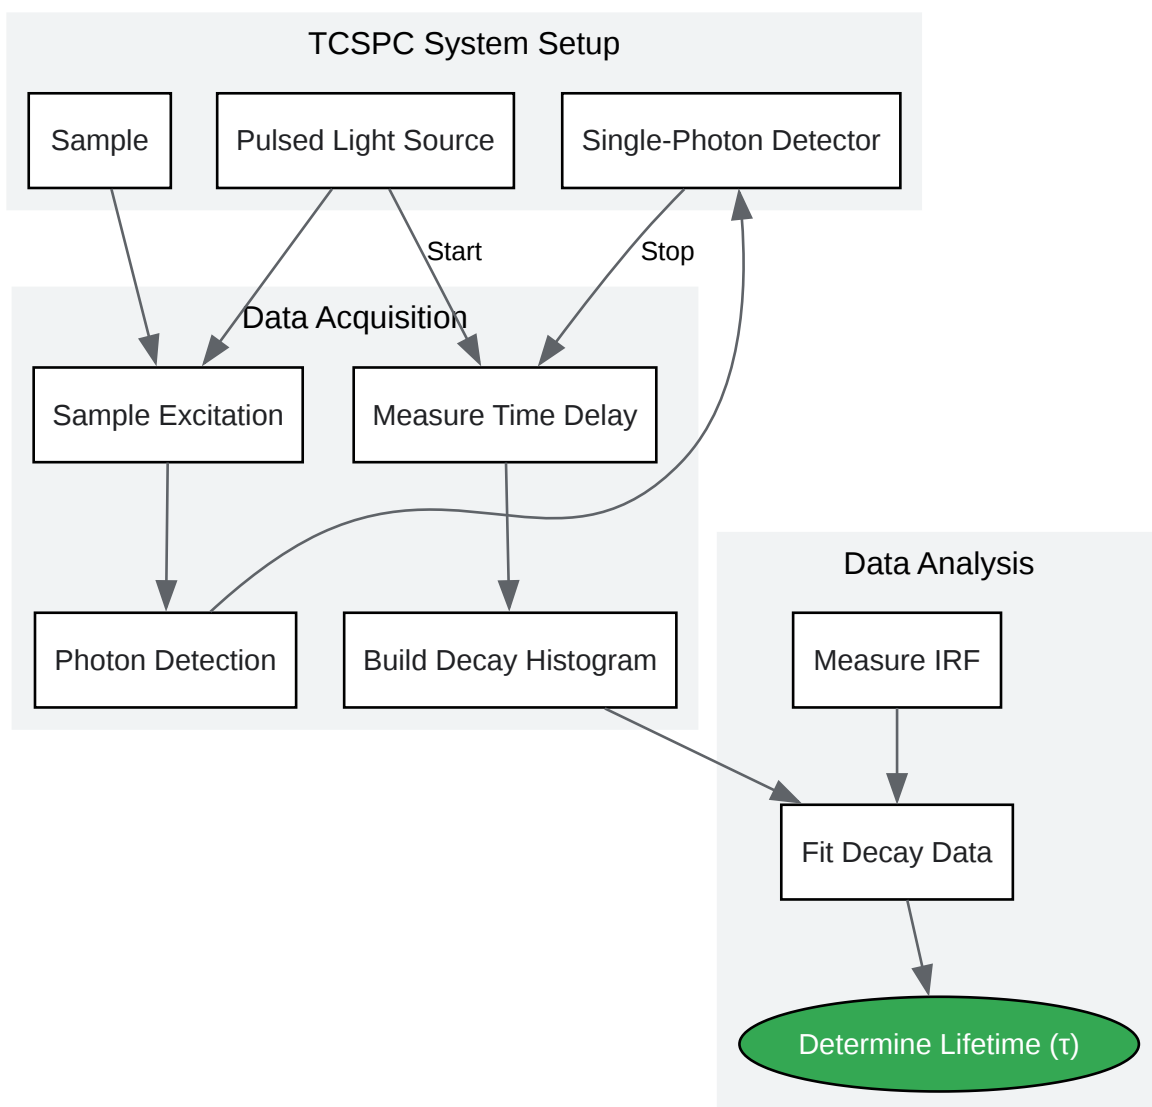 TCSPC System Setup
Sample
Pulsed Light Source
Single-Photon Detector
Start
Stop
Data Acquisition
Sample Excitation
Measure Time Delay
Data Analysis
Photon Detection
Build Decay Histogram
Measure IRF
Fit Decay Data
Determine Lifetime (τ)